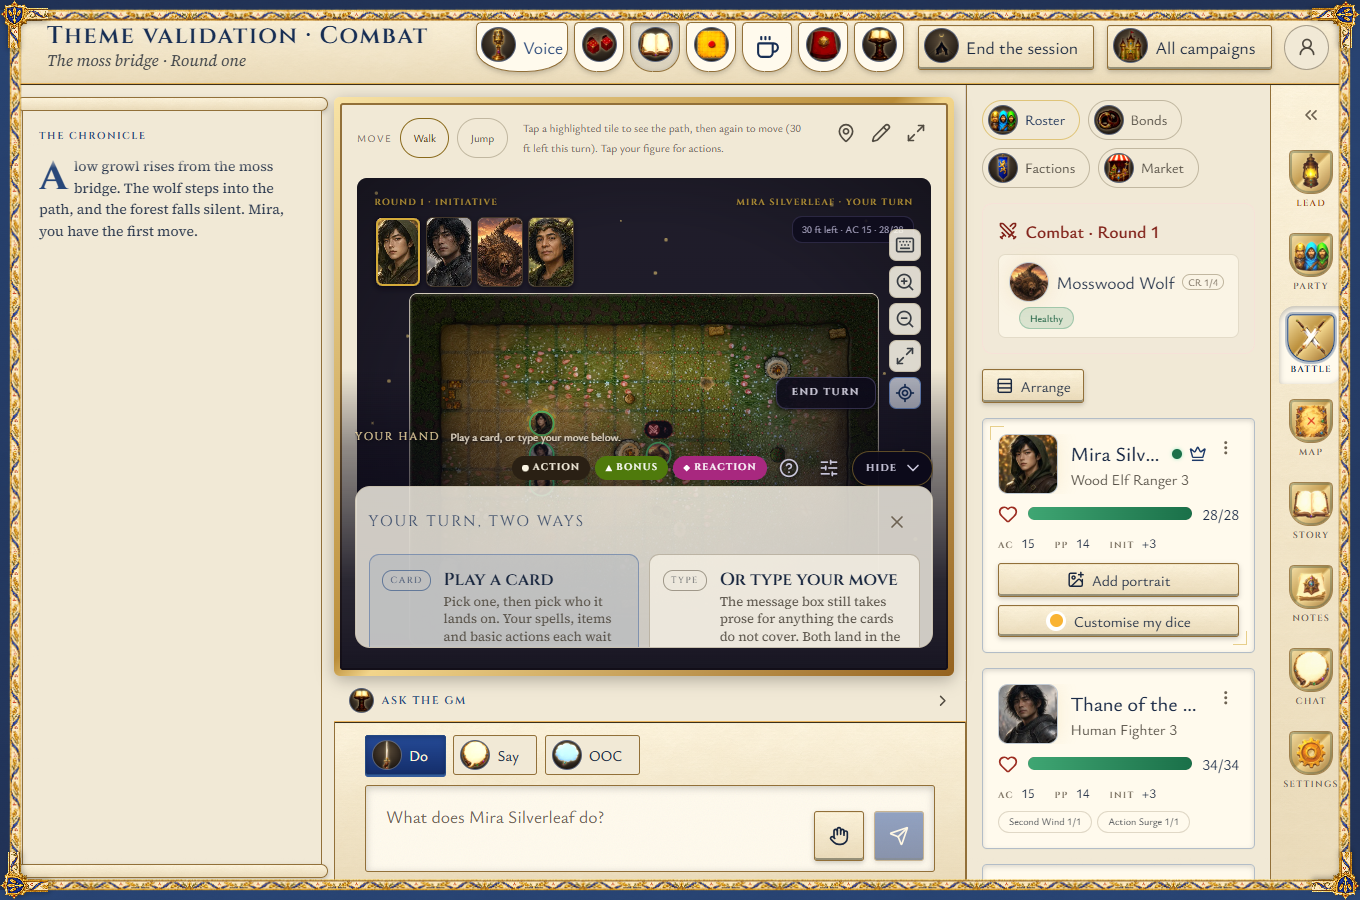 Theme validation · Combat
The moss bridge · Round one
Voice
End the session
All campaigns
THE CHRONICLE
A low growl rises from the moss
bridge. The wolf steps into the
path, and the forest falls silent. Mira,
you have the first move.
MOVE
Walk
Jump
Tap a highlighted tile to see the path, then again to move (30
ft left this turn). Tap your figure for actions.
ROUND 1 · INITIATIVE
MIRA SILVERLEAF · YOUR TURN
30 ft left · AC 15 · 28/28
END TURN
YOUR HAND
Play a card, or type your move below.
ACTION
BONUS
REACTION
HIDE
YOUR TURN, TWO WAYS
CARD
Play a card
Pick one, then pick who it
lands on. Your spells, items
and basic actions each wait
TYPE
Or type your move
The message box still takes
prose for anything the cards
do not cover. Both land in the
ASK THE GM
Do
Say
OOC
What does Mira Silverleaf do?
Roster
Bonds
Factions
Market
Combat · Round 1
Mosswood Wolf
CR 1/4
Healthy
Arrange
Mira Silv...
Wood Elf Ranger 3
28/28
AC 15 PP 14 INIT +3
Add portrait
Customise my dice
Thane of the ...
Human Fighter 3
34/34
AC 15 PP 14 INIT +3
Second Wind 1/1
Action Surge 1/1
LEAD
PARTY
BATTLE
MAP
STORY
NOTES
CHAT
SETTINGS